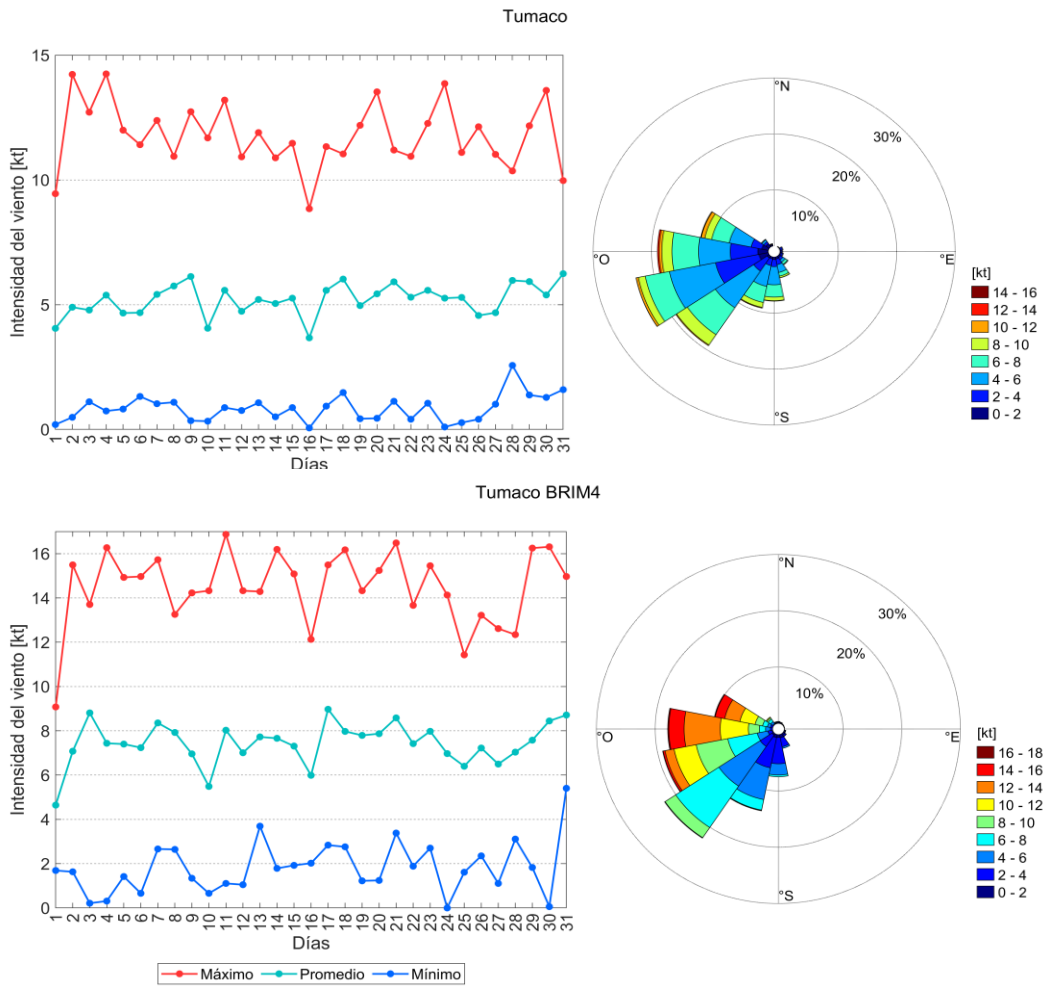 Tumaco
Intensidad del viento [kt]
15
10
5
0
1 2 3 4 5 6 7 8 9 10 11 12 13 14 15 16 17 18 19 20 21 22 23 24 25 26 27 28 29 30 31
Días
°N
30%
20%
10%
°O
°E
°S
[kt]
14 - 16
12 - 14
10 - 12
8 - 10
6 - 8
4 - 6
2 - 4
0 - 2
Tumaco BRIM4
Intensidad del viento [kt]
16
14
12
10
8
6
4
2
0
1 2 3 4 5 6 7 8 9 10 11 12 13 14 15 16 17 18 19 20 21 22 23 24 25 26 27 28 29 30 31
Días
°N
30%
20%
10%
°O
°E
°S
[kt]
16 - 18
14 - 16
12 - 14
10 - 12
8 - 10
6 - 8
4 - 6
2 - 4
0 - 2
Máximo Promedio Mínimo